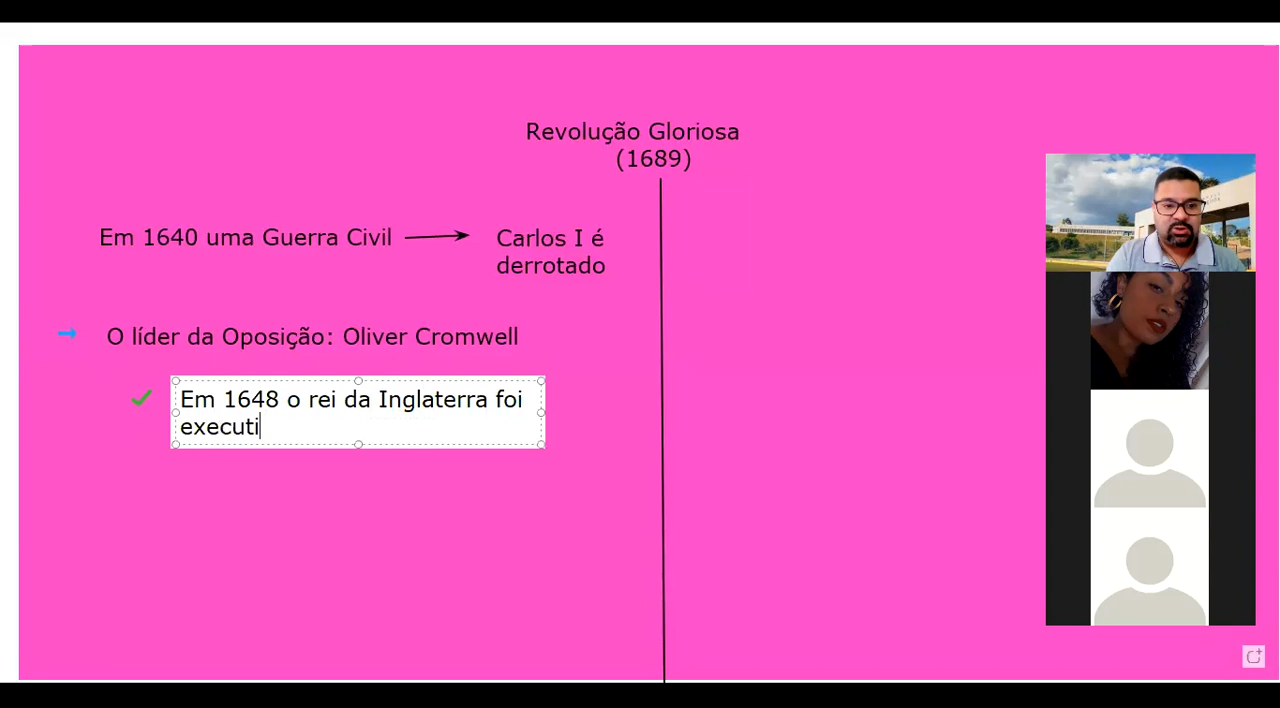 Revolução Gloriosa
(1689)
Em 1640 uma Guerra Civil
Carlos I é
derrotado
O líder da Oposição: Oliver Cromwell
Em 1648 o rei da Inglaterra foi
executi